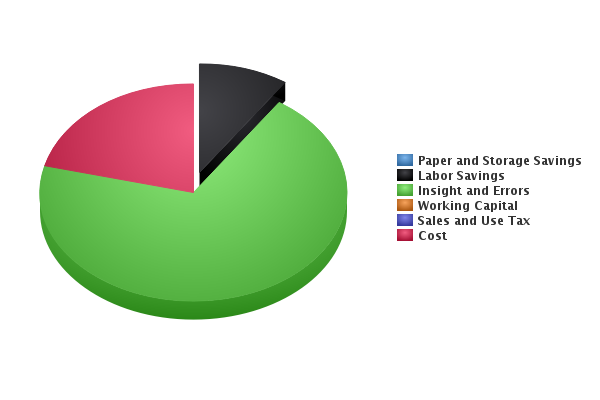 Paper and Storage Savings
Labor Savings
Insight and Errors
Working Capital
Sales and Use Tax
Cost